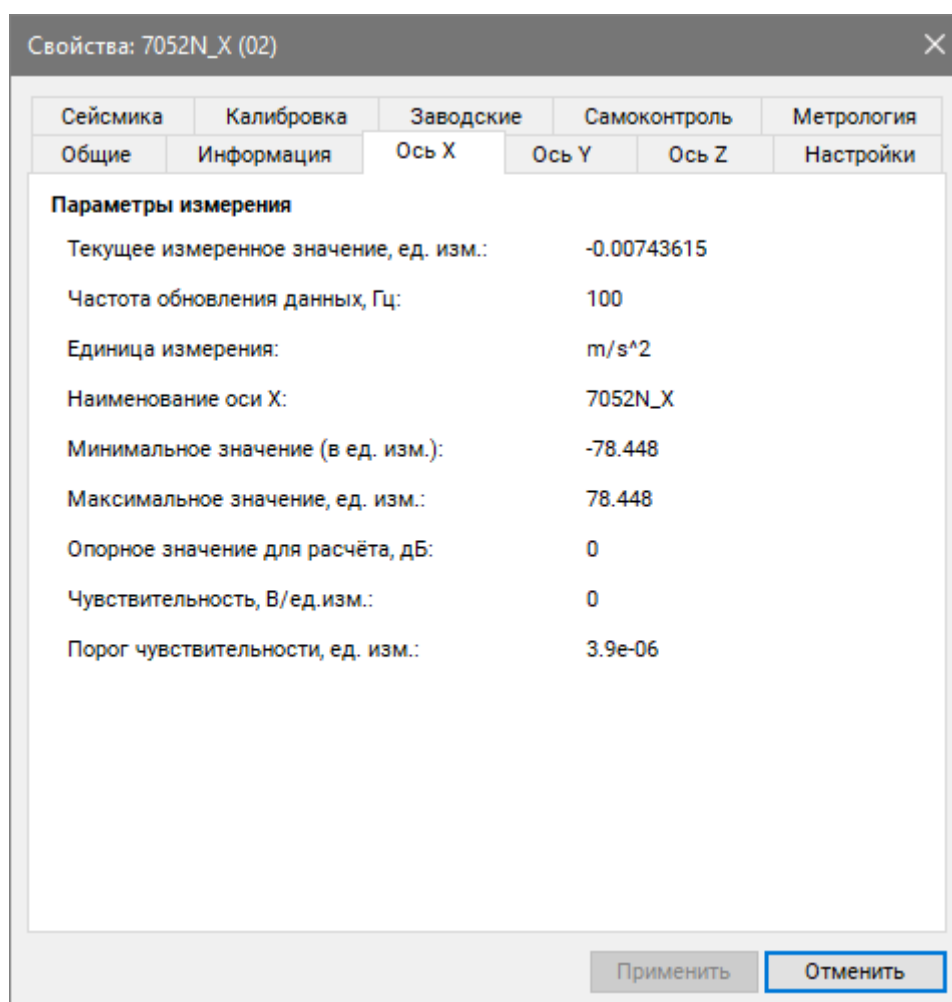 Свойства: 7052N_X (02)
Сейсмика Калибровка Заводские Самоконтроль Метрология
Общие Информация Ось X Ось Y Ось Z Настройки
Параметры измерения
Текущее измеренное значение, ед. изм.: -0.00743615
Частота обновления данных, Гц: 100
Единица измерения: m/s^2
Наименование оси X: 7052N_X
Минимальное значение (в ед. изм.): -78.448
Максимальное значение, ед. изм.: 78.448
Опорное значение для расчёта, дБ: 0
Чувствительность, В/ед.изм.: 0
Порог чувствительности, ед. изм.: 3.9e-06
Применить Отменить